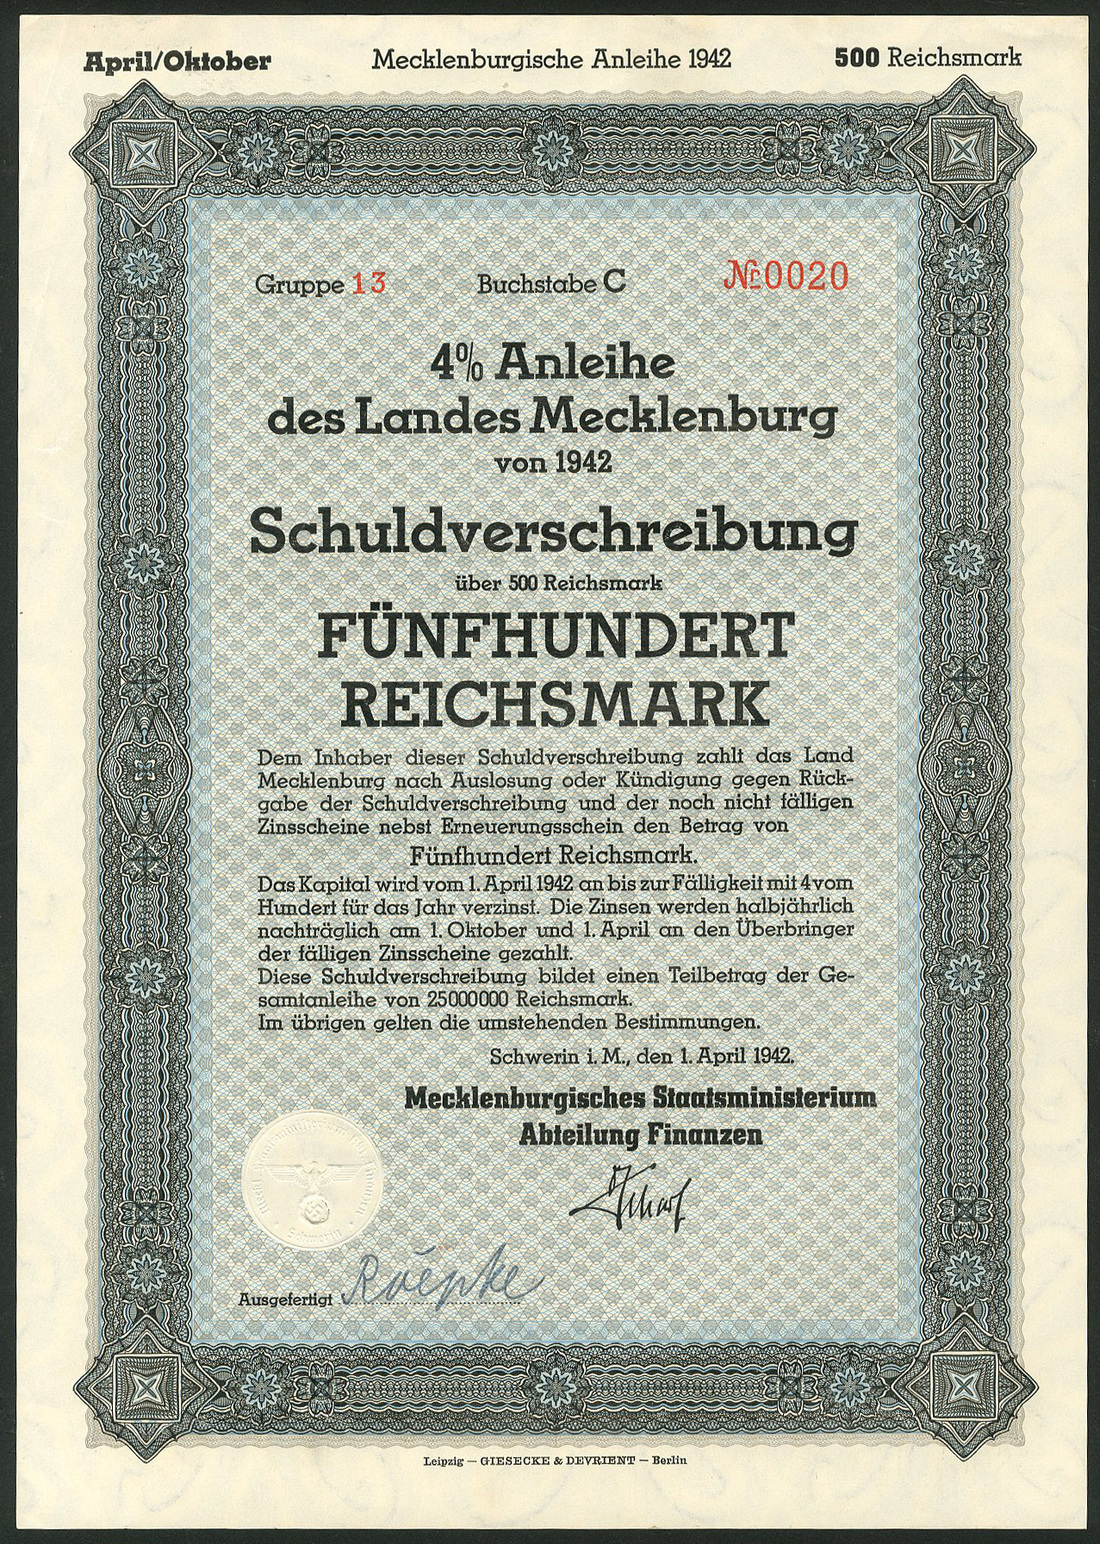 April/Oktober Mecklenburgische Anleihe 1942 500 Reichsmark
Gruppe 13 Buchstabe C № 0020
4% Anleihe
des Landes Mecklenburg
von 1942
Schuldverschreibung
über 500 Reichsmark
FÜNFHUNDERT
REICHSMARK
Dem Inhaber dieser Schuldverschreibung zahlt das Land
Mecklenburg nach Auslosung oder Kündigung gegen Rück-
gabe der Schuldverschreibung und der noch nicht fälligen
Zinsscheine nebst Erneuerungsschein den Betrag von
Fünfhundert Reichsmark.
Das Kapital wird vom 1. April 1942 an bis zur Fälligkeit mit 4 vom
Hundert für das Jahr verzinst. Die Zinsen werden halbjährlich
nachträglich am 1. Oktober und 1. April an den Überbringer
der fälligen Zinsscheine gezahlt.
Diese Schuldverschreibung bildet einen Teilbetrag der Ge-
samtanleihe von 25000000 Reichsmark.
Im übrigen gelten die umstehenden Bestimmungen.
Schwerin i. M., den 1. April 1942.
Mecklenburgisches Staatsministerium
Abteilung Finanzen
Ausgefertigt Röepke
Leipzig — GIESECKE & DEVRIENT — Berlin